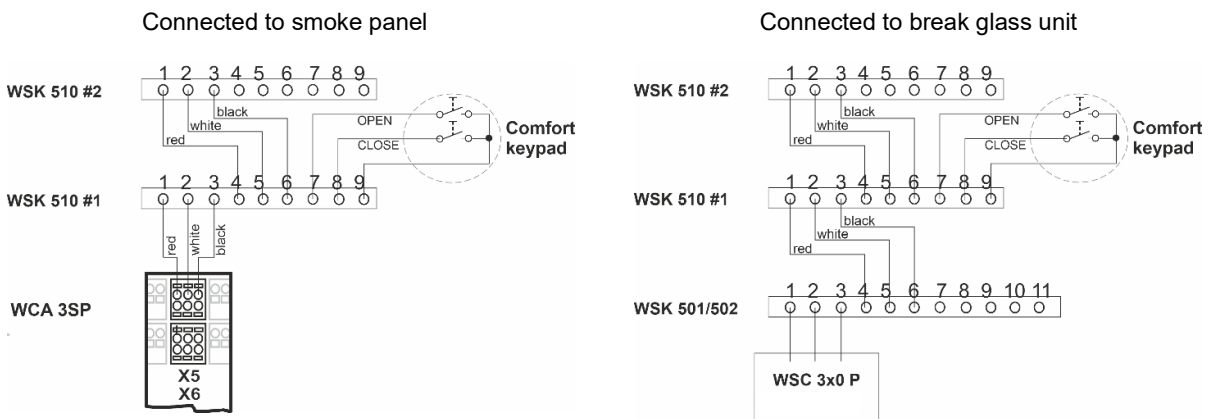 Connected to smoke panel
WSK 510 #2
1 2 3 4 5 6 7 8 9
black
white
red
OPEN
CLOSE
Comfort
keypad
WSK 510 #1
1 2 3 4 5 6 7 8 9
red
white
black
WCA 3SP
X5
X6
Connected to break glass unit
WSK 510 #2
1 2 3 4 5 6 7 8 9
black
white
red
OPEN
CLOSE
Comfort
keypad
WSK 510 #1
1 2 3 4 5 6 7 8 9
black
white
red
WSK 501/502
1 2 3 4 5 6 7 8 9 10 11
WSC 3x0 P